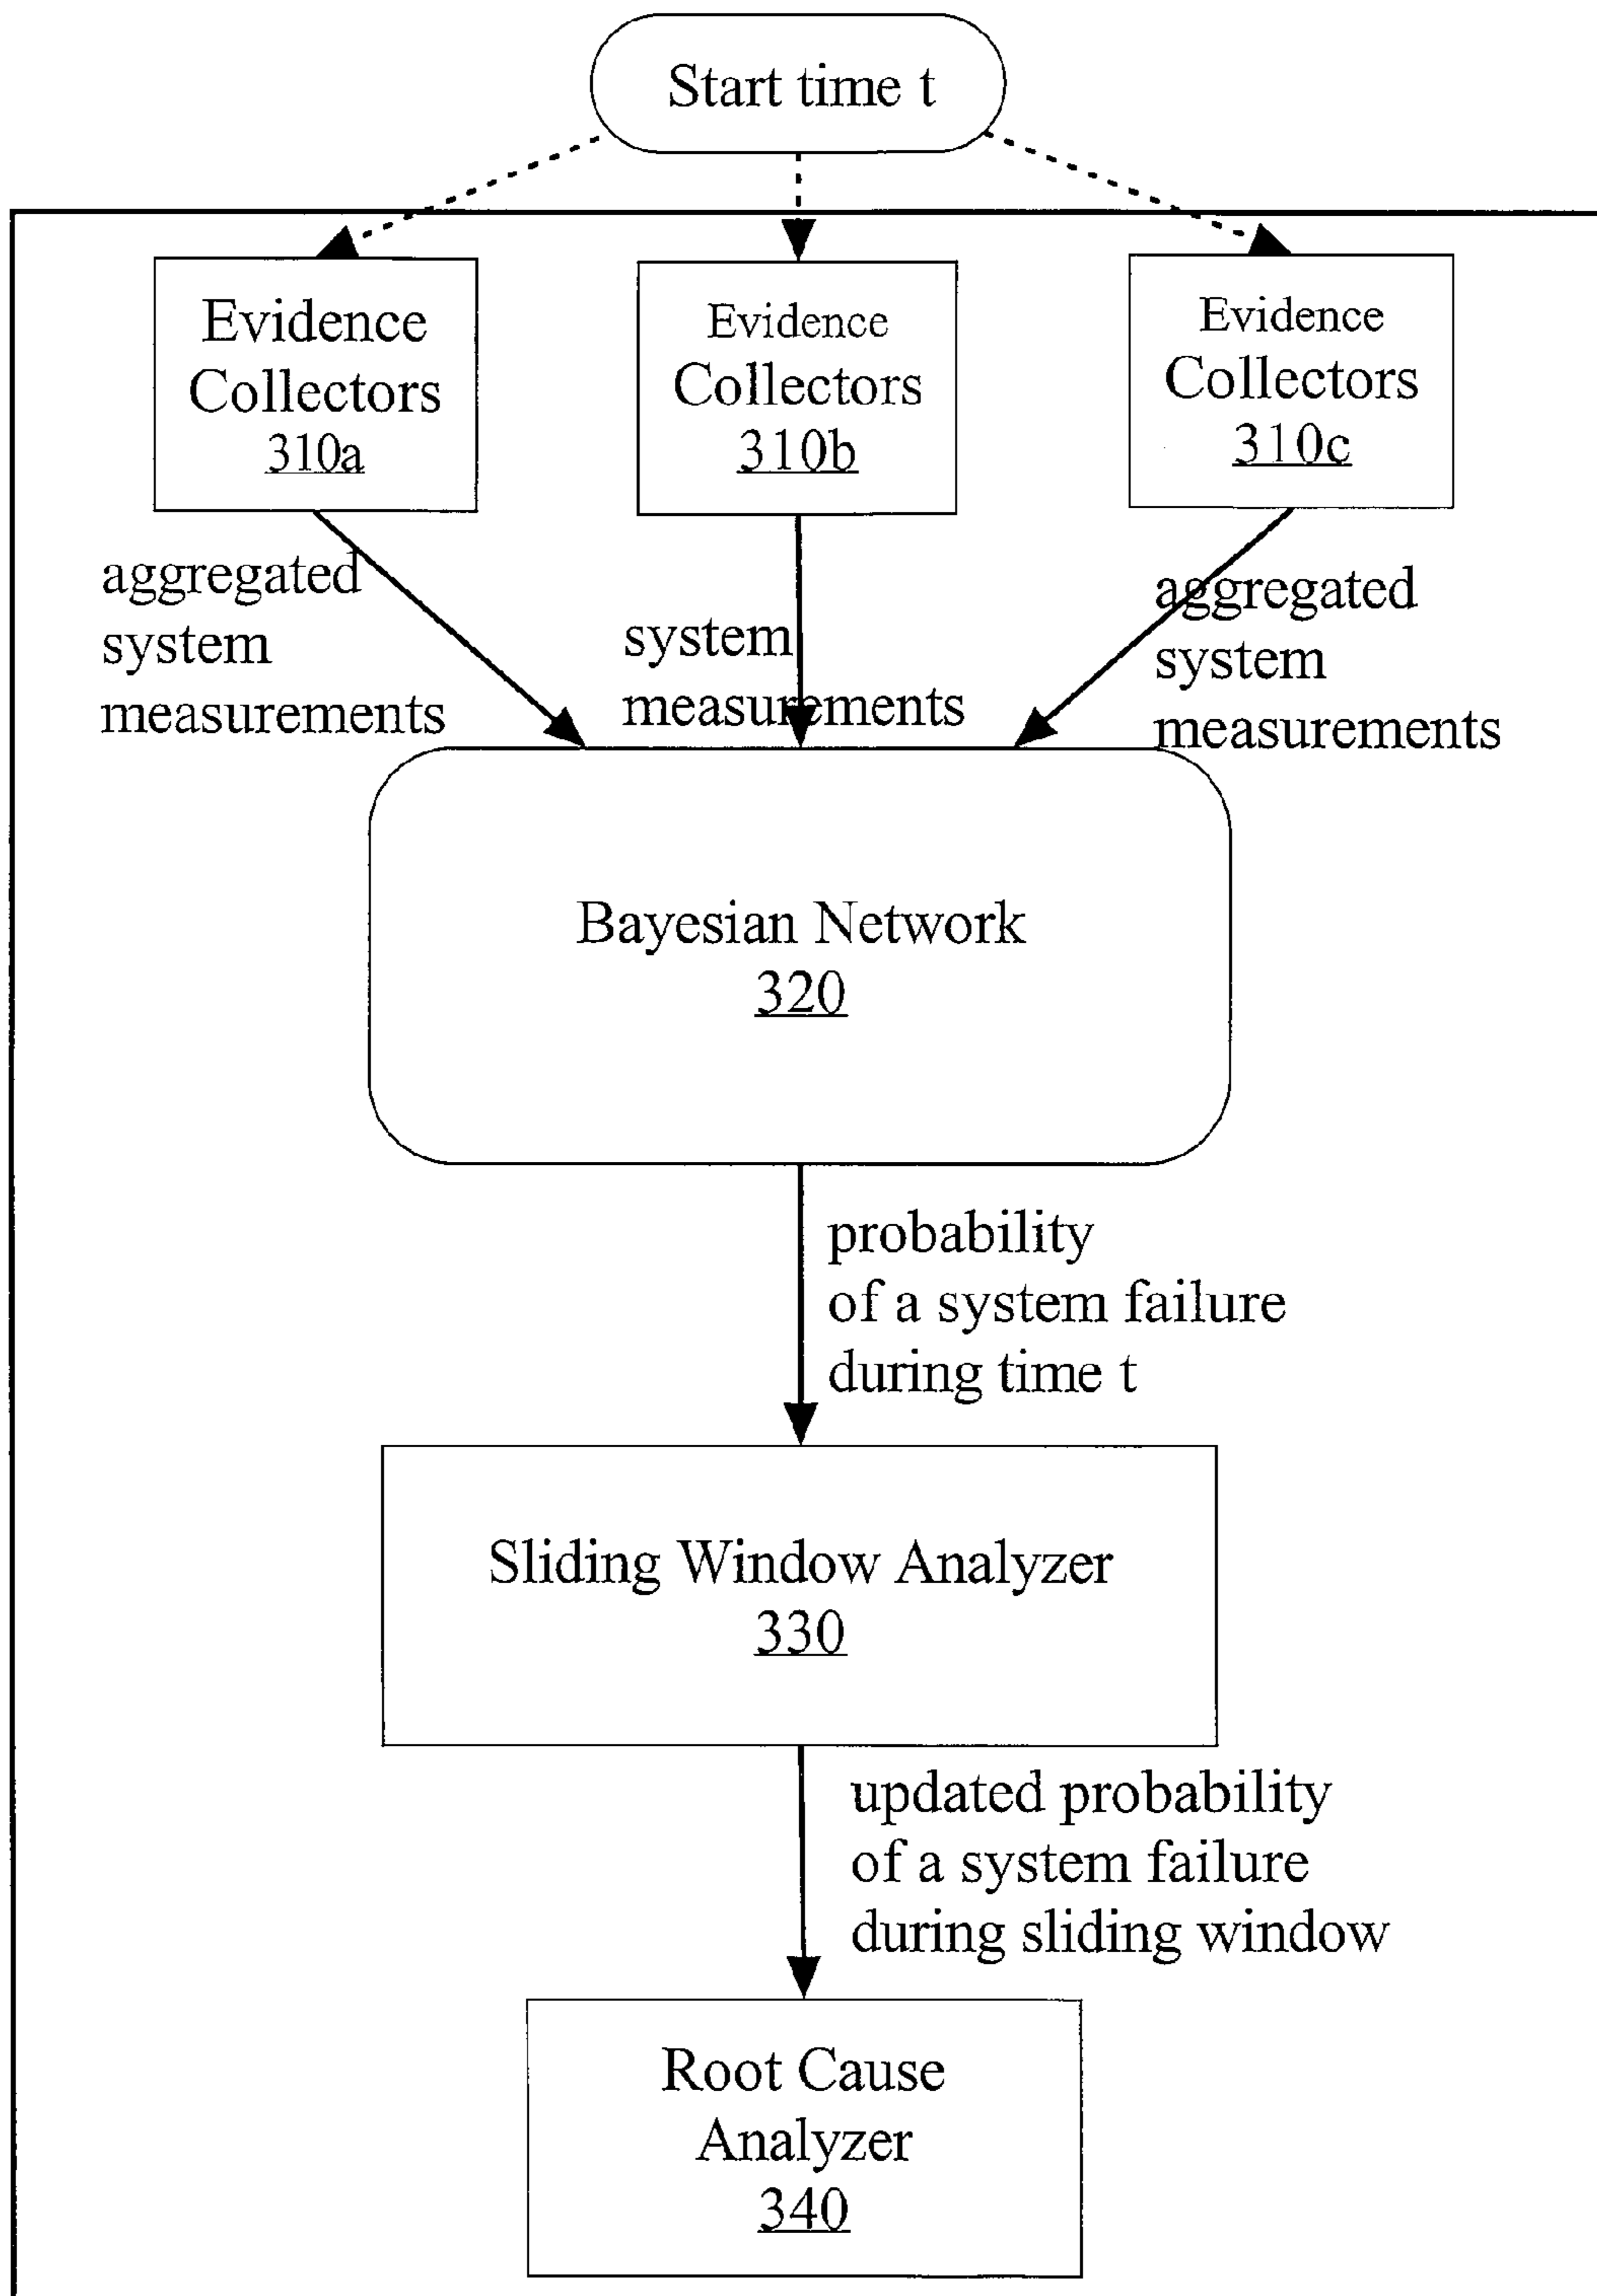 Start time t
Evidence
Collectors
310a
Evidence
Collectors
310b
Evidence
Collectors
310c
aggregated
system
measurements
system
measurements
aggregated
system
measurements
Bayesian Network
320
probability
of a system failure
during time t
Sliding Window Analyzer
330
updated probability
of a system failure
during sliding window
Root Cause
Analyzer
340